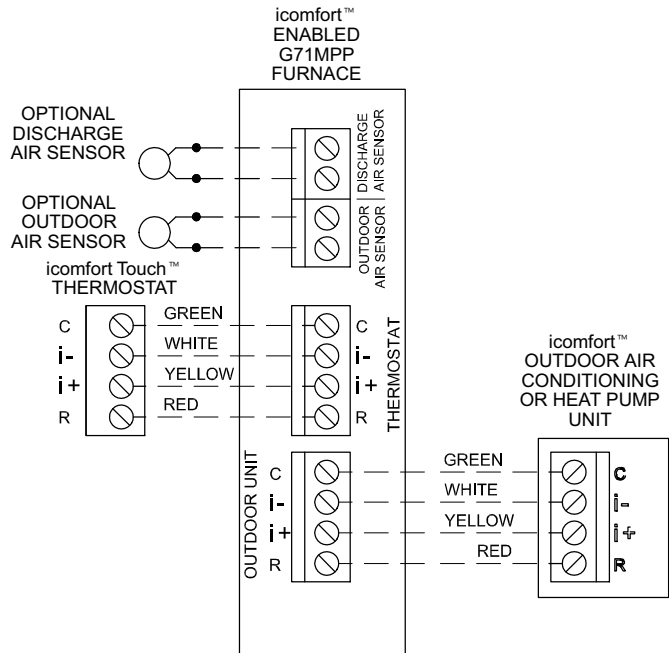 icomfort™
ENABLED
G71MPP
FURNACE
OPTIONAL
DISCHARGE
AIR SENSOR
DISCHARGE
AIR SENSOR
OPTIONAL
OUTDOOR
AIR SENSOR
OUTDOOR
AIR SENSOR
icomfort Touch™
THERMOSTAT
C
GREEN
C
i-
WHITE
i-
i+
YELLOW
i+
R
RED
R
THERMOSTAT
icomfort™
OUTDOOR AIR
CONDITIONING
OR HEAT PUMP
UNIT
OUTDOOR UNIT
C
GREEN
C
i-
WHITE
i-
i+
YELLOW
i+
R
RED
R